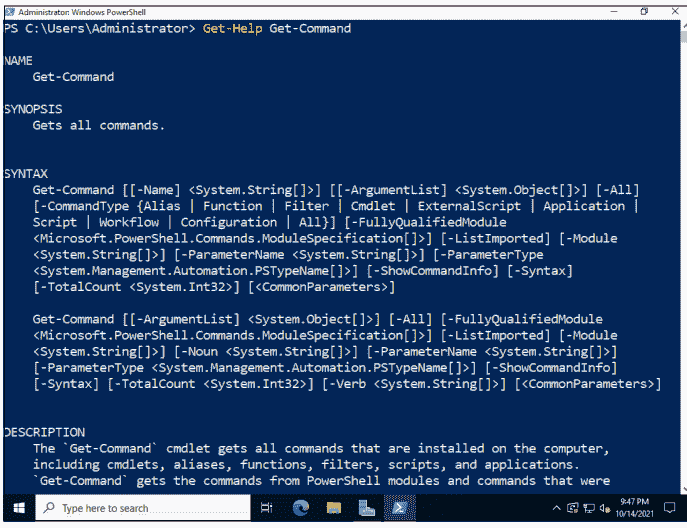 Administrator: Windows PowerShell
PS C:\Users\Administrator> Get-Help Get-Command
NAME
Get-Command
SYNOPSIS
Gets all commands.
SYNTAX
Get-Command [[-Name] <System.String[]>] [[-ArgumentList] <System.Object[]>] [-All]
[-CommandType {Alias | Function | Filter | Cmdlet | ExternalScript | Application |
Script | Workflow | Configuration | All}] [-FullyQualifiedModule
<Microsoft.PowerShell.Commands.ModuleSpecification[]>] [-ListImported] [-Module
<System.String[]>] [-ParameterName <System.String[]>] [-ParameterType
<System.Management.Automation.PSTypeName[]>] [-ShowCommandInfo] [-Syntax]
[-TotalCount <System.Int32>] [<CommonParameters>]
Get-Command [[-ArgumentList] <System.Object[]>] [-All] [-FullyQualifiedModule
<Microsoft.PowerShell.Commands.ModuleSpecification[]>] [-ListImported] [-Module
<System.String[]>] [-Noun <System.String[]>] [-ParameterName <System.String[]>]
[-ParameterType <System.Management.Automation.PSTypeName[]>] [-ShowCommandInfo]
[-Syntax] [-TotalCount <System.Int32>] [-Verb <System.String[]>] [<CommonParameters>]
DESCRIPTION
The `Get-Command` cmdlet gets all commands that are installed on the computer,
including cmdlets, aliases, functions, filters, scripts, and applications.
`Get-Command` gets the commands from PowerShell modules and commands that were
Type here to search
9:47 PM
10/14/2021